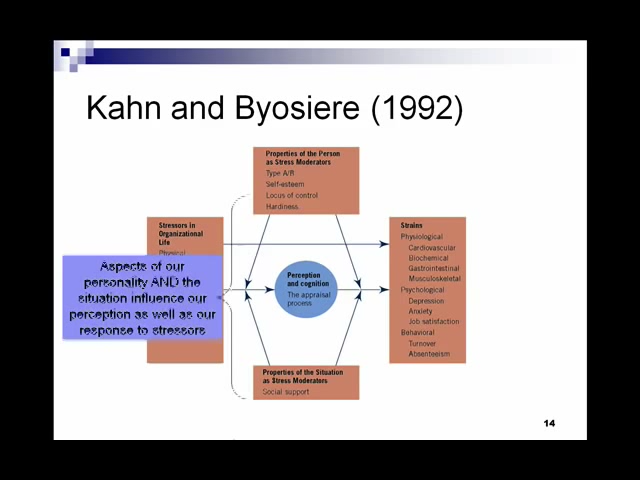 Kahn and Byosiere (1992)
Properties of the Person
as Stress Moderators
Type A/B
Self-esteem
Locus of control
Hardiness
Stressors in
Organizational
Life
Physical
Aspects of our
personality AND the
situation influence our
perception as well as our
response to stressors
Perception
and cognition
The appraisal
process
Strains
Physiological
Cardiovascular
Biochemical
Gastrointestinal
Musculoskeletal
Psychological
Depression
Anxiety
Job satisfaction
Behavioral
Turnover
Absenteeism
Properties of the Situation
as Stress Moderators
Social support
14